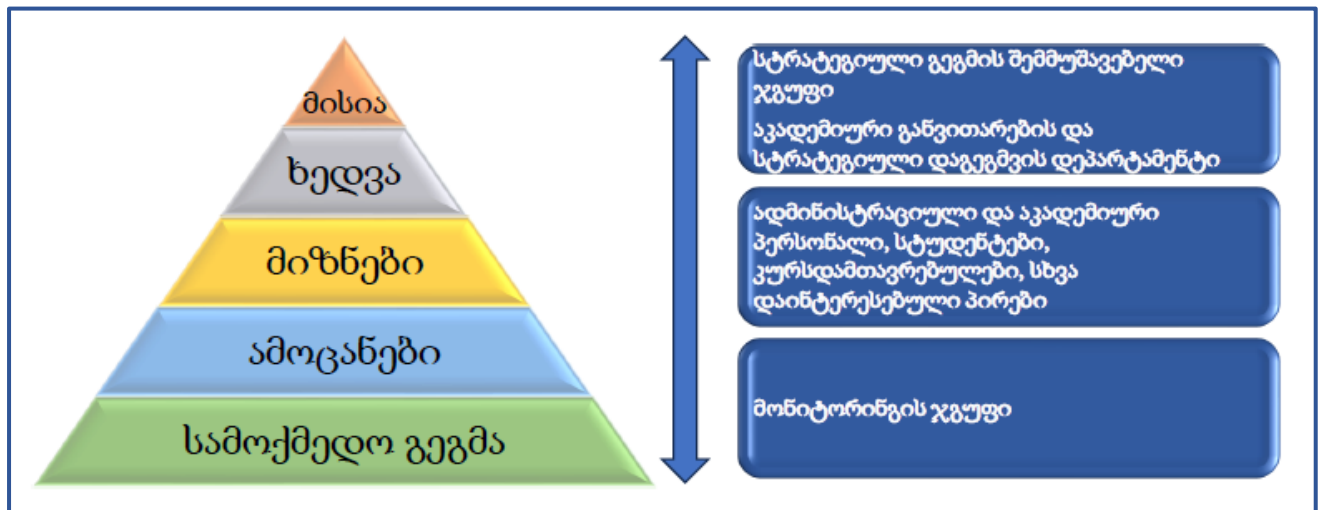 მისია
ხედვა
მიზნები
ამოცანები
სამოქმედო გეგმა
სტრატეგიული გეგმის შემმუშავებელი
ჯგუფი
აკადემიური განვითარების და
სტრატეგიული დაგეგმვის დეპარტამენტი
ადმინისტრაციული და აკადემიური
პერსონალი, სტუდენტები,
კურსდამთავრებულები, სხვა
დაინტერესებული პირები
მონიტორინგის ჯგუფი